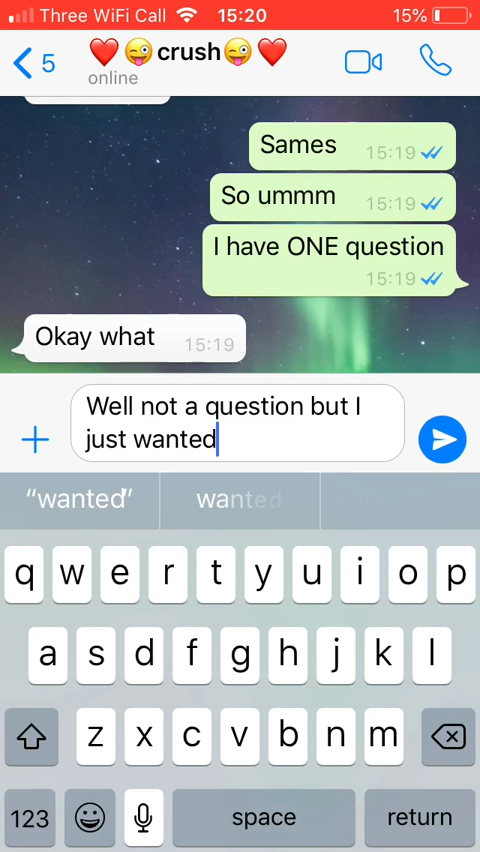 Three WiFi Call 15:20 15%
5 ❤️😜crush😜❤️
online
Sames 15:19
So ummm 15:19
I have ONE question
15:19
Okay what 15:19
Well not a question but I
just wanted
“wanted” wanted
q w e r t y u i o p
a s d f g h j k l
z x c v b n m
123 space return